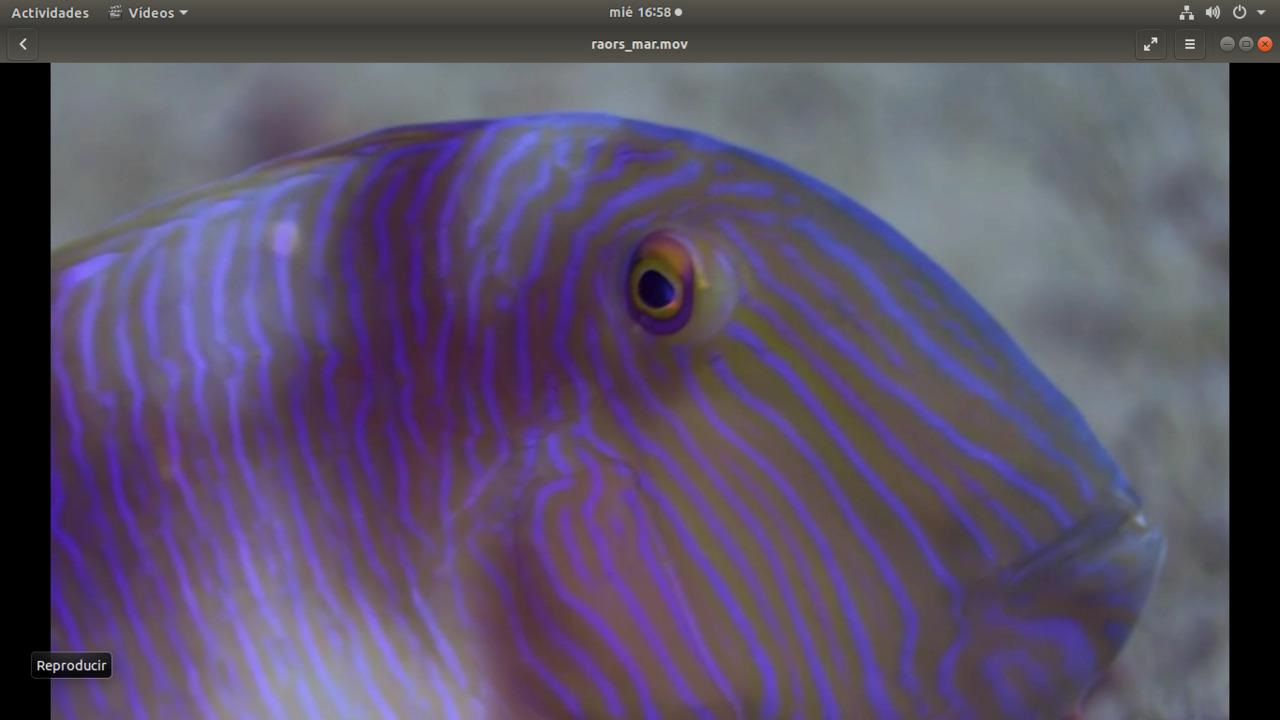 Actividades
Vídeos
mié 16:58
raors_mar.mov
Reproducir